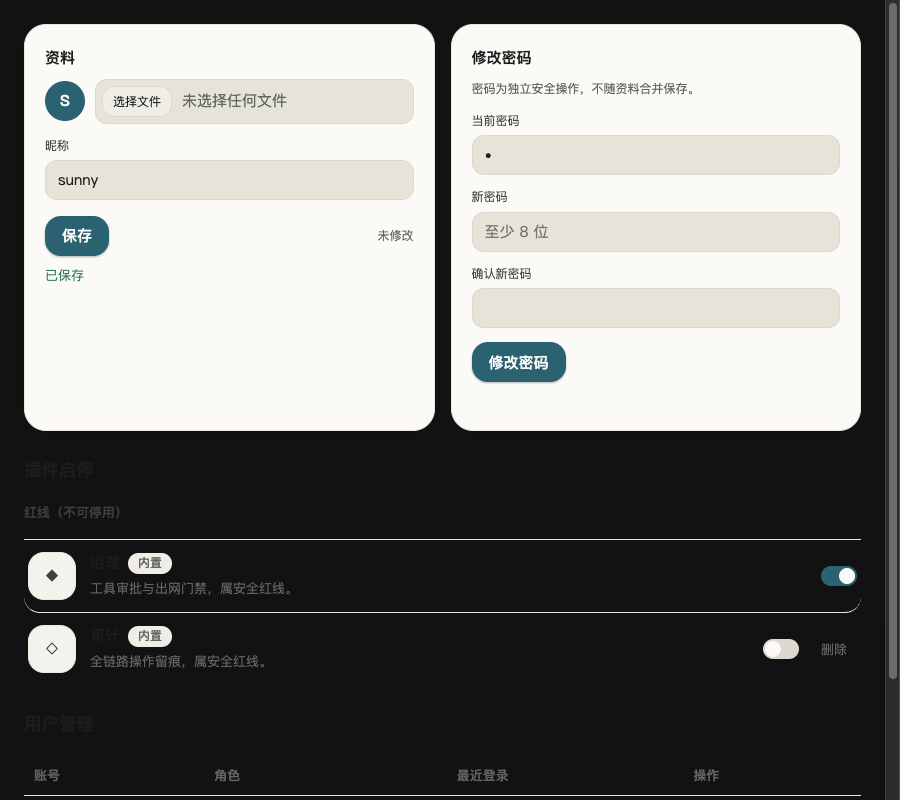 资料
S
选择文件 未选择任何文件
昵称
sunny
保存
未修改
已保存
修改密码
密码为独立安全操作，不随资料合并保存。
当前密码
•
新密码
至少 8 位
确认新密码
修改密码
插件启停
红线（不可停用）
治理 内置
工具审批与出网门禁，属安全红线。
审计 内置
全链路操作留痕，属安全红线。
删除
用户管理
账号 角色 最近登录 操作